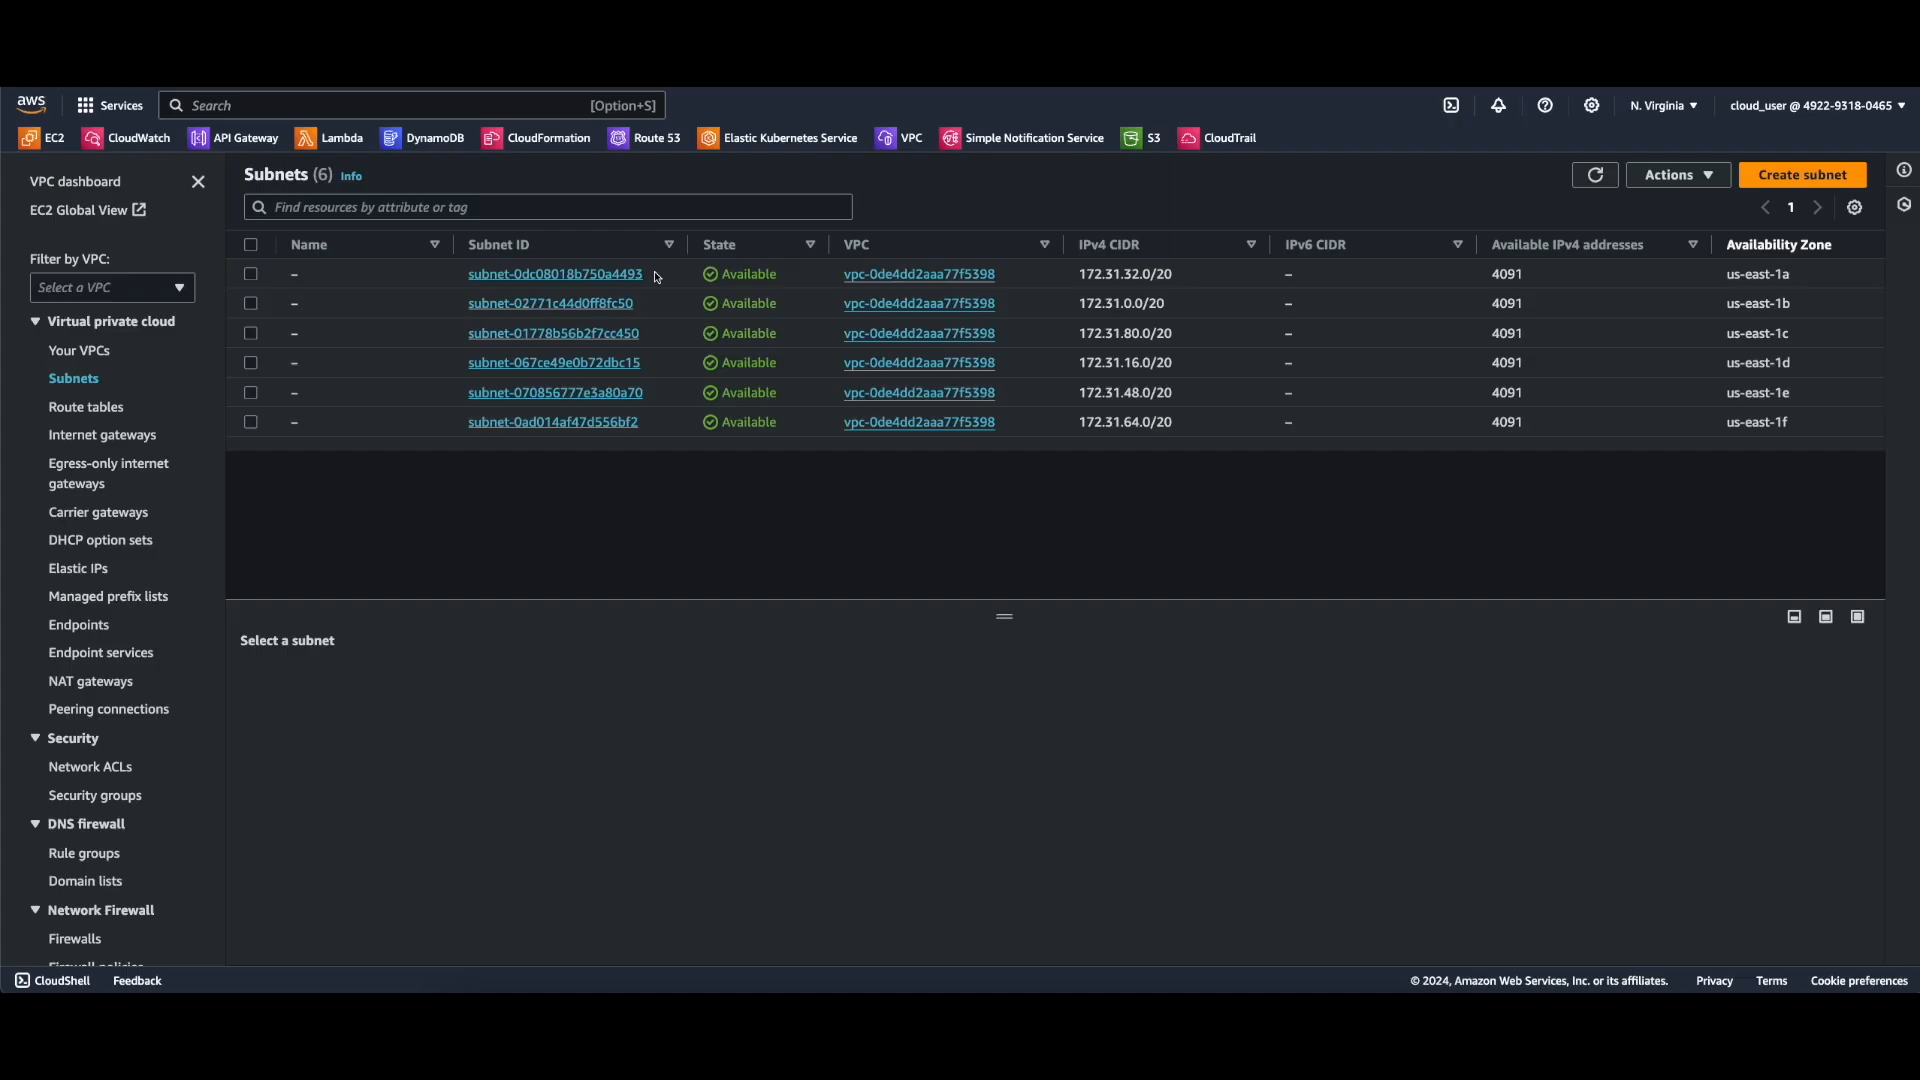 aws Services Search [Option+S] N. Virginia ▼ cloud_user @ 4922-9318-0465 ▼
EC2 CloudWatch API Gateway Lambda DynamoDB CloudFormation Route 53 Elastic Kubernetes Service VPC Simple Notification Service S3 CloudTrail
VPC dashboard
EC2 Global View
Filter by VPC:
Select a VPC
Virtual private cloud
Your VPCs
Subnets
Route tables
Internet gateways
Egress-only internet
gateways
Carrier gateways
DHCP option sets
Elastic IPs
Managed prefix lists
Endpoints
Endpoint services
NAT gateways
Peering connections
Security
Network ACLs
Security groups
DNS firewall
Rule groups
Domain lists
Network Firewall
Firewalls
Subnets (6) Info
Actions ▼ Create subnet
Find resources by attribute or tag
1
Name Subnet ID State VPC IPv4 CIDR IPv6 CIDR Available IPv4 addresses Availability Zone
– subnet-0dc08018b750a4493 Available vpc-0de4dd2aaa77f5398 172.31.32.0/20 – 4091 us-east-1a
– subnet-02771c44d0ff8fc50 Available vpc-0de4dd2aaa77f5398 172.31.0.0/20 – 4091 us-east-1b
– subnet-01778b56b2f7cc450 Available vpc-0de4dd2aaa77f5398 172.31.80.0/20 – 4091 us-east-1c
– subnet-067ce49e0b72dbc15 Available vpc-0de4dd2aaa77f5398 172.31.16.0/20 – 4091 us-east-1d
– subnet-070856777e3a80a70 Available vpc-0de4dd2aaa77f5398 172.31.48.0/20 – 4091 us-east-1e
– subnet-0ad014af47d556bf2 Available vpc-0de4dd2aaa77f5398 172.31.64.0/20 – 4091 us-east-1f
Select a subnet
CloudShell Feedback © 2024, Amazon Web Services, Inc. or its affiliates. Privacy Terms Cookie preferences